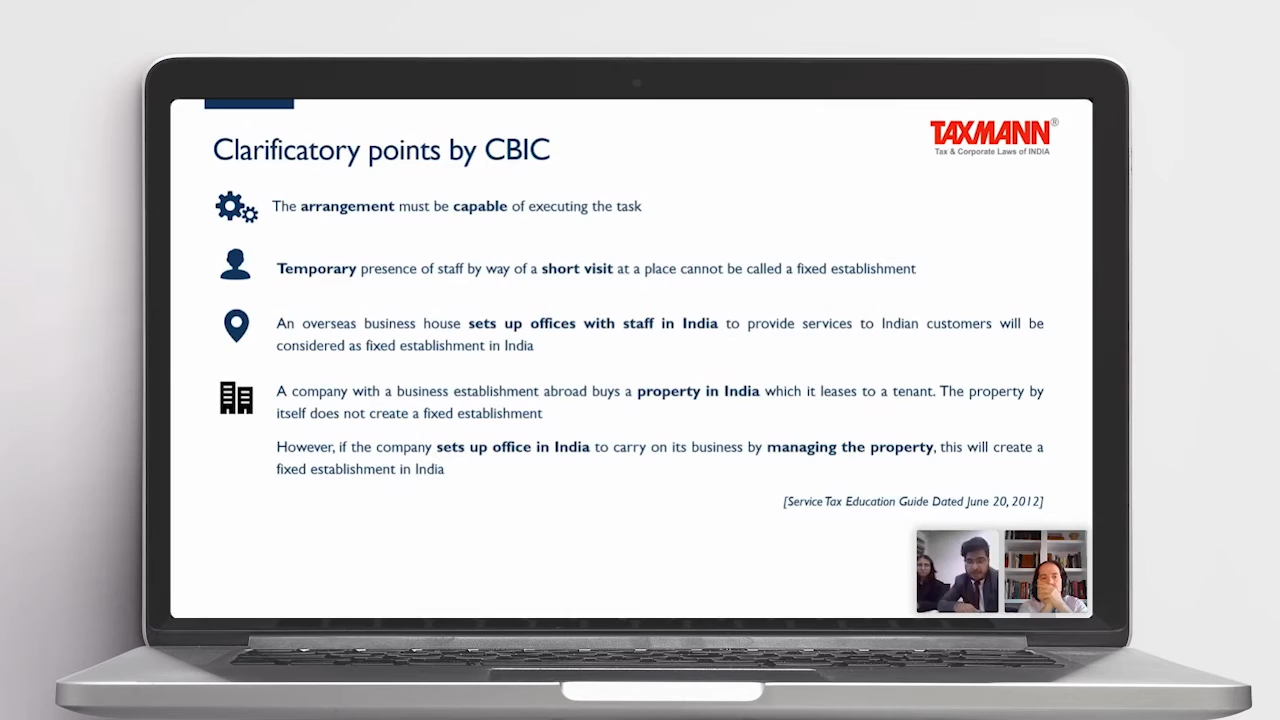 TAXMANN®
Tax & Corporate Laws of INDIA
Clarificatory points by CBIC
The arrangement must be capable of executing the task
Temporary presence of staff by way of a short visit at a place cannot be called a fixed establishment
An overseas business house sets up offices with staff in India to provide services to Indian customers will be
considered as fixed establishment in India
A company with a business establishment abroad buys a property in India which it leases to a tenant. The property by
itself does not create a fixed establishment
However, if the company sets up office in India to carry on its business by managing the property, this will create a
fixed establishment in India
[Service Tax Education Guide Dated June 20, 2012]